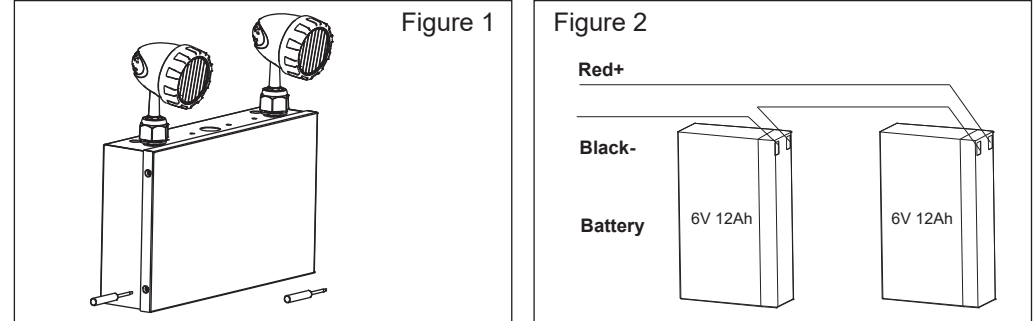 Figure 1
Figure 2
Red+
Black-
Battery
6V 12Ah
6V 12Ah